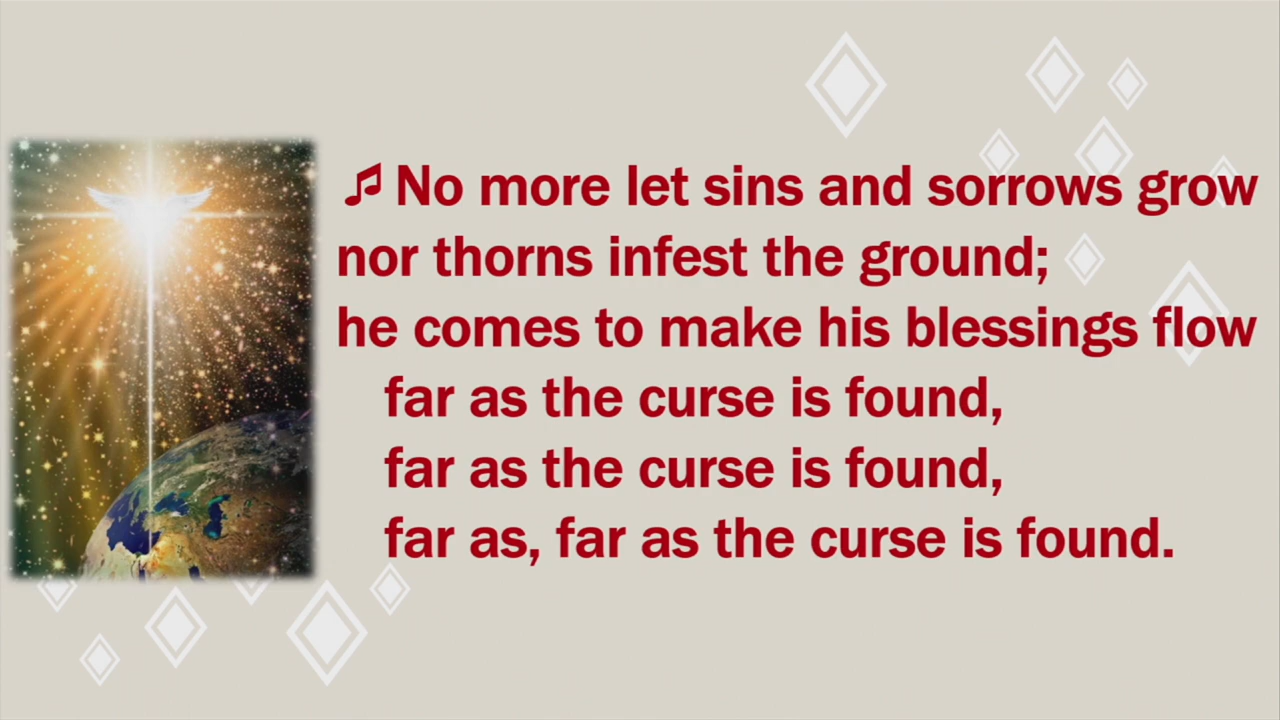 ♫ No more let sins and sorrows grow
nor thorns infest the ground;
he comes to make his blessings flow
far as the curse is found,
far as the curse is found,
far as, far as the curse is found.